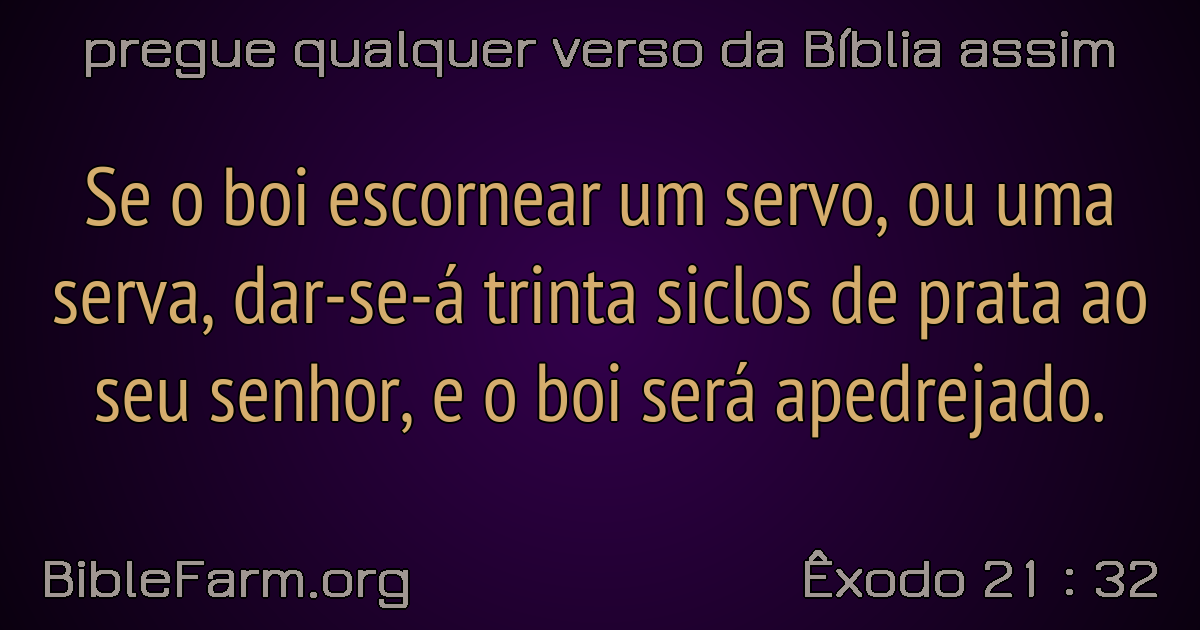 pregue qualquer verso da Bíblia assim
Se o boi escornear um servo, ou uma
serva, dar-se-á trinta siclos de prata ao
seu senhor, e o boi será apedrejado.
BibleFarm.org
Êxodo 21 : 32